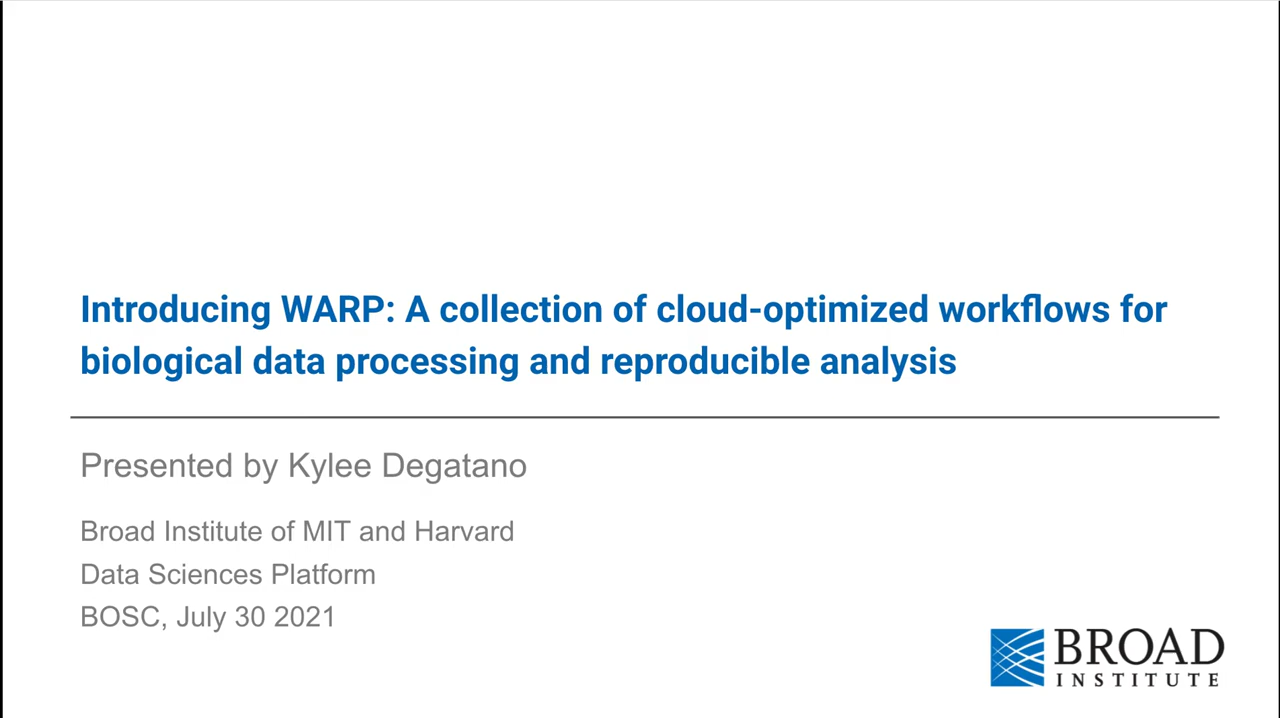 Introducing WARP: A collection of cloud-optimized workflows for
biological data processing and reproducible analysis
Presented by Kylee Degatano
Broad Institute of MIT and Harvard
Data Sciences Platform
BOSC, July 30 2021
BROAD
INSTITUTE